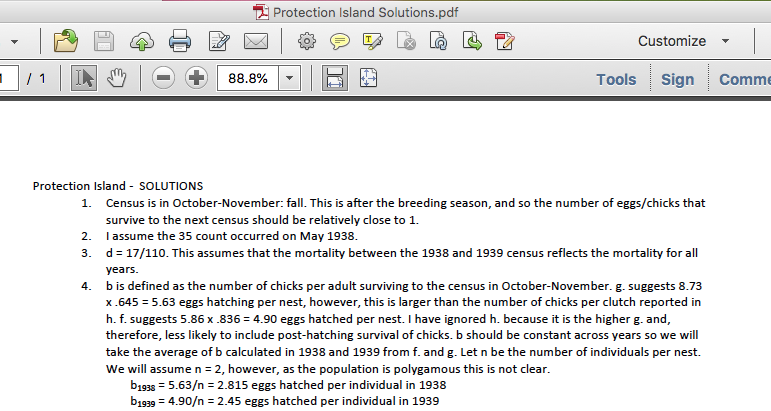 Protection Island Solutions.pdf
Customize
1 / 1
88.8%
Tools Sign Comme
Protection Island - SOLUTIONS
1. Census is in October-November: fall. This is after the breeding season, and so the number of eggs/chicks that
survive to the next census should be relatively close to 1.
2. I assume the 35 count occurred on May 1938.
3. d = 17/110. This assumes that the mortality between the 1938 and 1939 census reflects the mortality for all
years.
4. b is defined as the number of chicks per adult surviving to the census in October-November. g. suggests 8.73
x .645 = 5.63 eggs hatching per nest, however, this is larger than the number of chicks per clutch reported in
h. f. suggests 5.86 x .836 = 4.90 eggs hatched per nest. I have ignored h. because it is the higher g. and,
therefore, less likely to include post-hatching survival of chicks. b should be constant across years so we will
take the average of b calculated in 1938 and 1939 from f. and g. Let n be the number of individuals per nest.
We will assume n = 2, however, as the population is polygamous this is not clear.
b1938 = 5.63/n = 2.815 eggs hatched per individual in 1938
b1939 = 4.90/n = 2.45 eggs hatched per individual in 1939